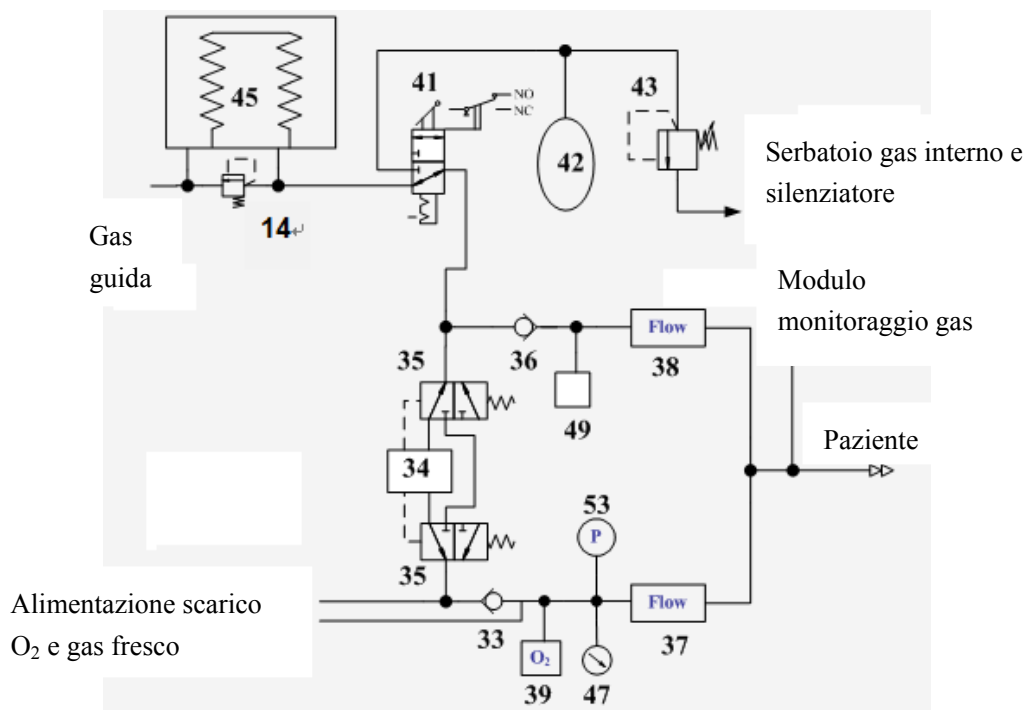 41
NO
NC
43
45
42
Serbatoio gas interno e
silenziatore
14
Gas
guida
Modulo
monitoraggio gas
Flow
35
36
38
49
Paziente
34
53
P
35
Alimentazione scarico
O₂ e gas fresco
Flow
33
37
O₂
39
47